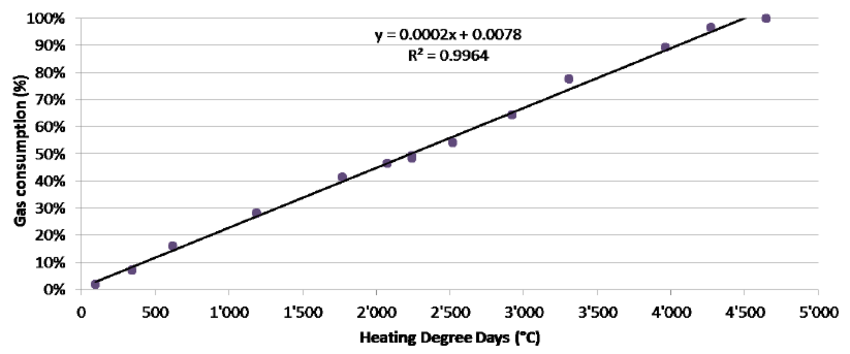 y = 0.0002x + 0.0078
R² = 0.9964
Gas consumption (%)
100%
90%
80%
70%
60%
50%
40%
30%
20%
10%
0%
0 500 1'000 1'500 2'000 2'500 3'000 3'500 4'000 4'500 5'000
Heating Degree Days (°C)